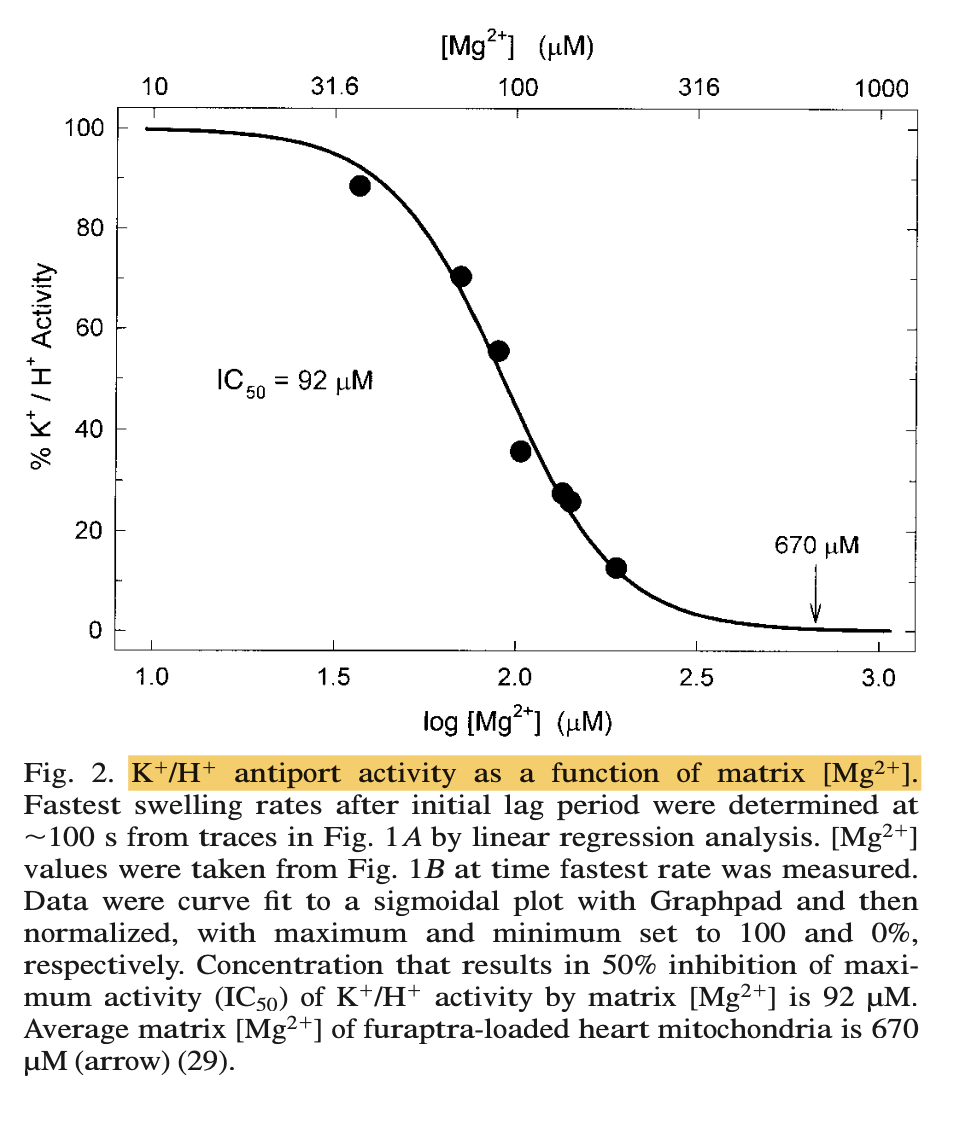 [Mg²⁺] (μM)
10 31.6 100 316 1000
100
80
60
40
20
0
% K⁺ / H⁺ Activity
IC₅₀ = 92 μM
670 μM
1.0 1.5 2.0 2.5 3.0
log [Mg²⁺] (μM)
Fig. 2. K⁺/H⁺ antiport activity as a function of matrix [Mg²⁺].
Fastest swelling rates after initial lag period were determined at
~100 s from traces in Fig. 1A by linear regression analysis. [Mg²⁺]
values were taken from Fig. 1B at time fastest rate was measured.
Data were curve fit to a sigmoidal plot with Graphpad and then
normalized, with maximum and minimum set to 100 and 0%,
respectively. Concentration that results in 50% inhibition of maxi-
mum activity (IC₅₀) of K⁺/H⁺ activity by matrix [Mg²⁺] is 92 μM.
Average matrix [Mg²⁺] of furaptra-loaded heart mitochondria is 670
μM (arrow) (29).